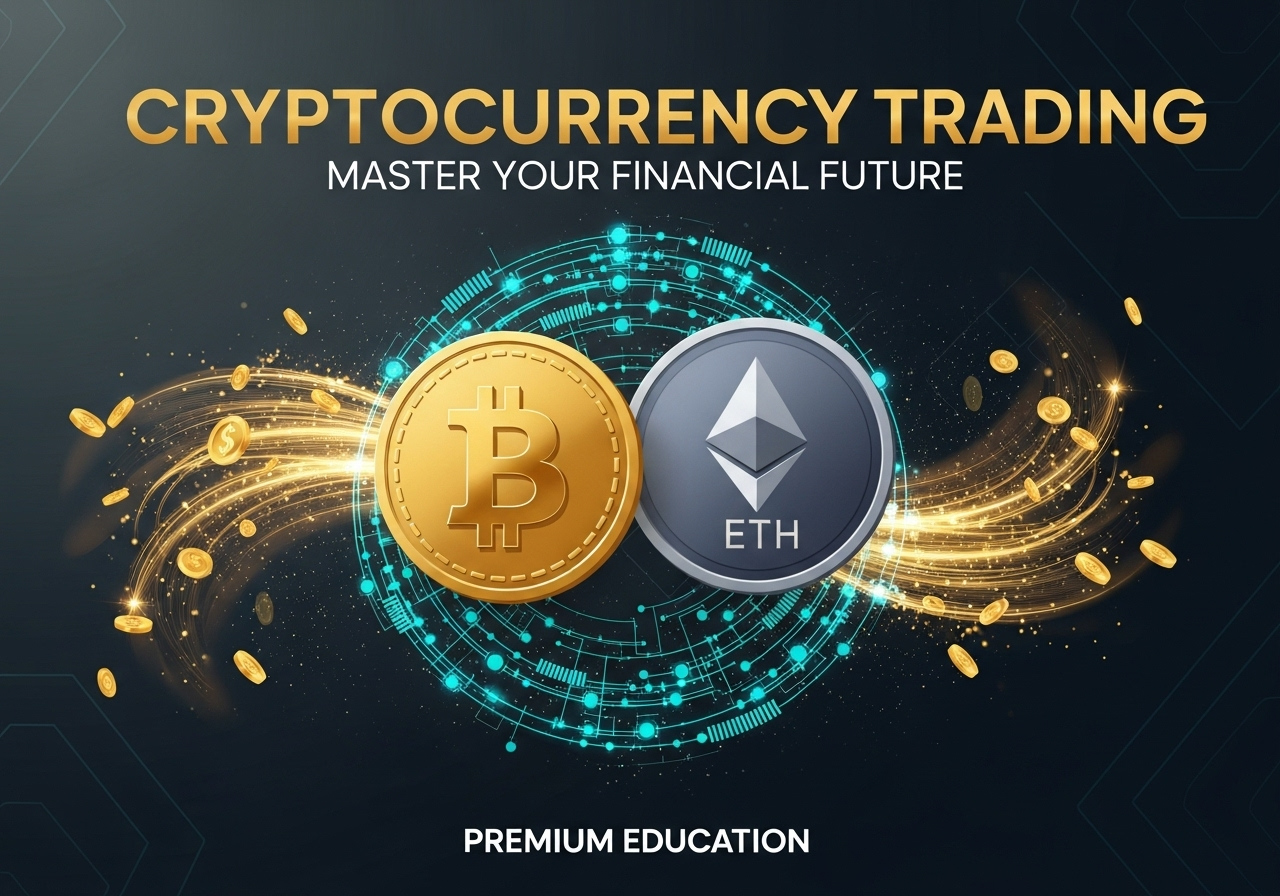 CRYPTOCURRENCY TRADING
MASTER YOUR FINANCIAL FUTURE
ETH
PREMIUM EDUCATION